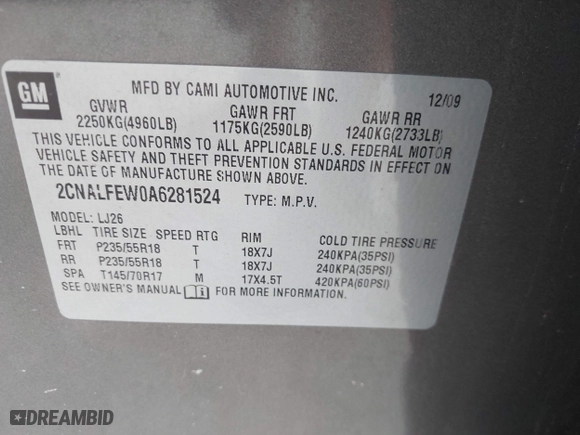 GM
MFD BY CAMI AUTOMOTIVE INC. 12/09
GVWR GAWR FRT GAWR RR
2250KG(4960LB) 1175KG(2590LB) 1240KG(2733LB)
THIS VEHICLE CONFORMS TO ALL APPLICABLE U.S. FEDERAL MOTOR
VEHICLE SAFETY AND THEFT PREVENTION STANDARDS IN EFFECT ON
THE DATE OF MANUFACTURE SHOWN ABOVE.
2CNALFEW0A6281524 TYPE: M.P.V.
MODEL: LJ26
LBHL TIRE SIZE SPEED RTG RIM COLD TIRE PRESSURE
FRT P235/55R18 T 18X7J 240KPA(35PSI)
RR P235/55R18 T 18X7J 240KPA(35PSI)
SPA T145/70R17 M 17X4.5T 420KPA(60PSI)
SEE OWNER'S MANUAL FOR MORE INFORMATION.
DREAMBID